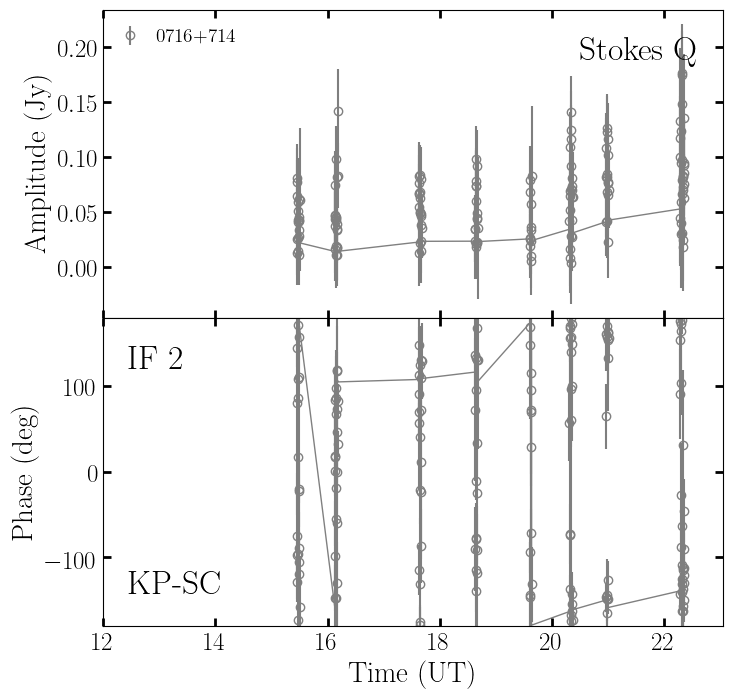 0716+714
Stokes Q
0.20
0.15
0.10
0.05
0.00
Amplitude (Jy)
IF 2
100
0
−100
Phase (deg)
KP-SC
12 14 16 18 20 22
Time (UT)